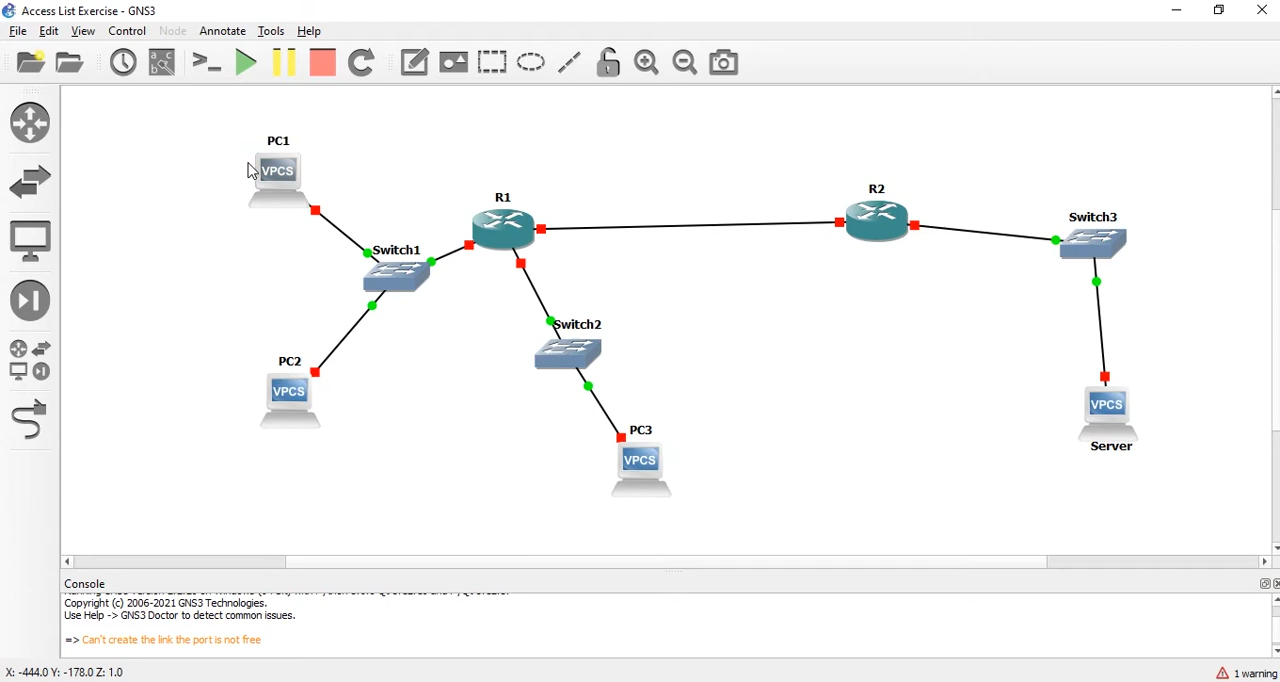 Access List Exercise - GNS3
File Edit View Control Node Annotate Tools Help
PC1
VPCS
R1
R2
Switch3
Switch1
Switch2
PC2
VPCS
PC3
VPCS
VPCS
Server
Console
Copyright (c) 2006-2021 GNS3 Technologies.
Use Help -> GNS3 Doctor to detect common issues.
=> Can't create the link the port is not free
X: -444.0 Y: -178.0 Z: 1.0
1 warning